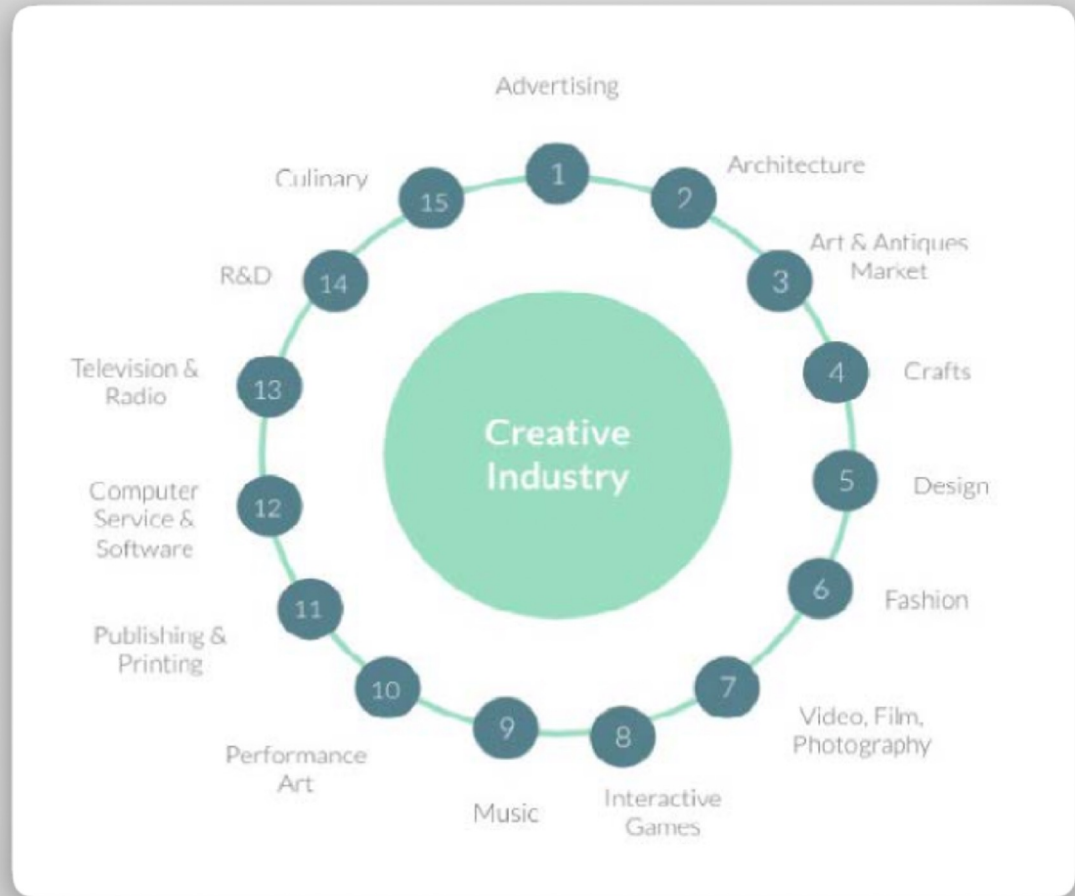 Creative
Industry
1
Advertising
2
Architecture
3
Art & Antiques
Market
4
Crafts
5
Design
6
Fashion
7
Video, Film,
Photography
8
Interactive
Games
9
Music
10
Performance
Art
11
Publishing &
Printing
12
Computer
Service &
Software
13
Television &
Radio
14
R&D
15
Culinary